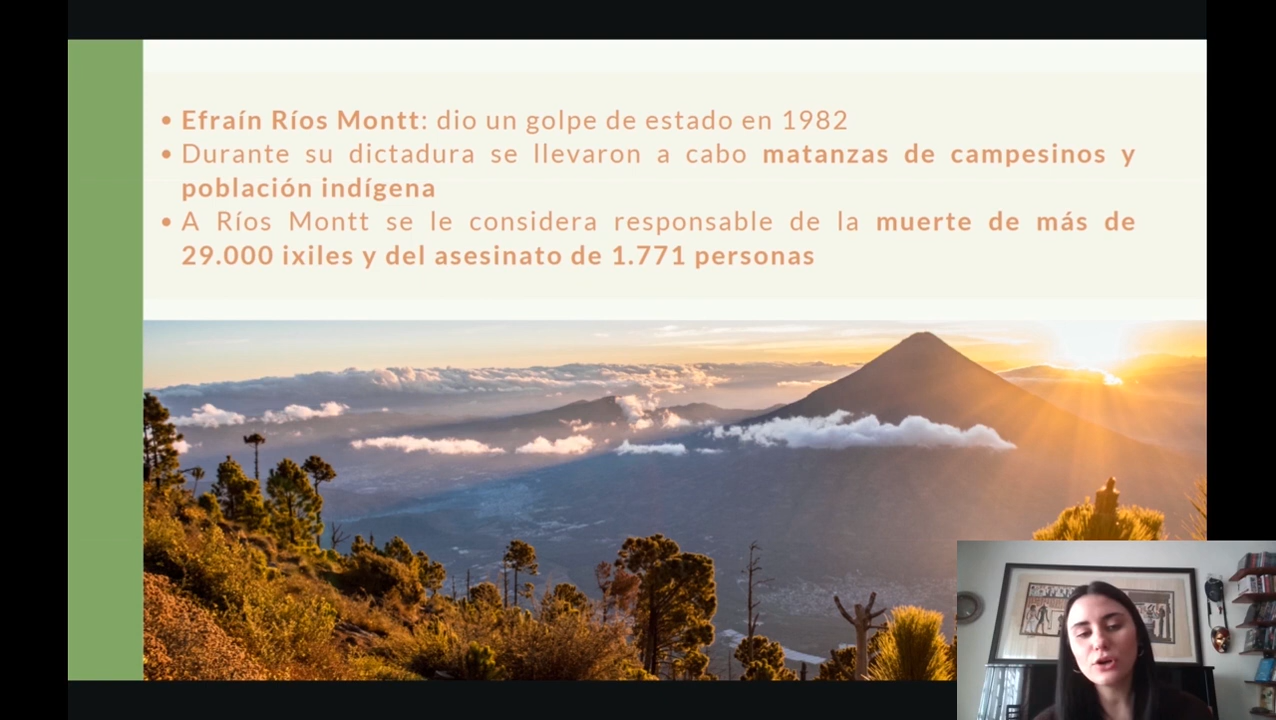 • Efraín Ríos Montt: dio un golpe de estado en 1982
• Durante su dictadura se llevaron a cabo matanzas de campesinos y
población indígena
• A Ríos Montt se le considera responsable de la muerte de más de
29.000 ixiles y del asesinato de 1.771 personas